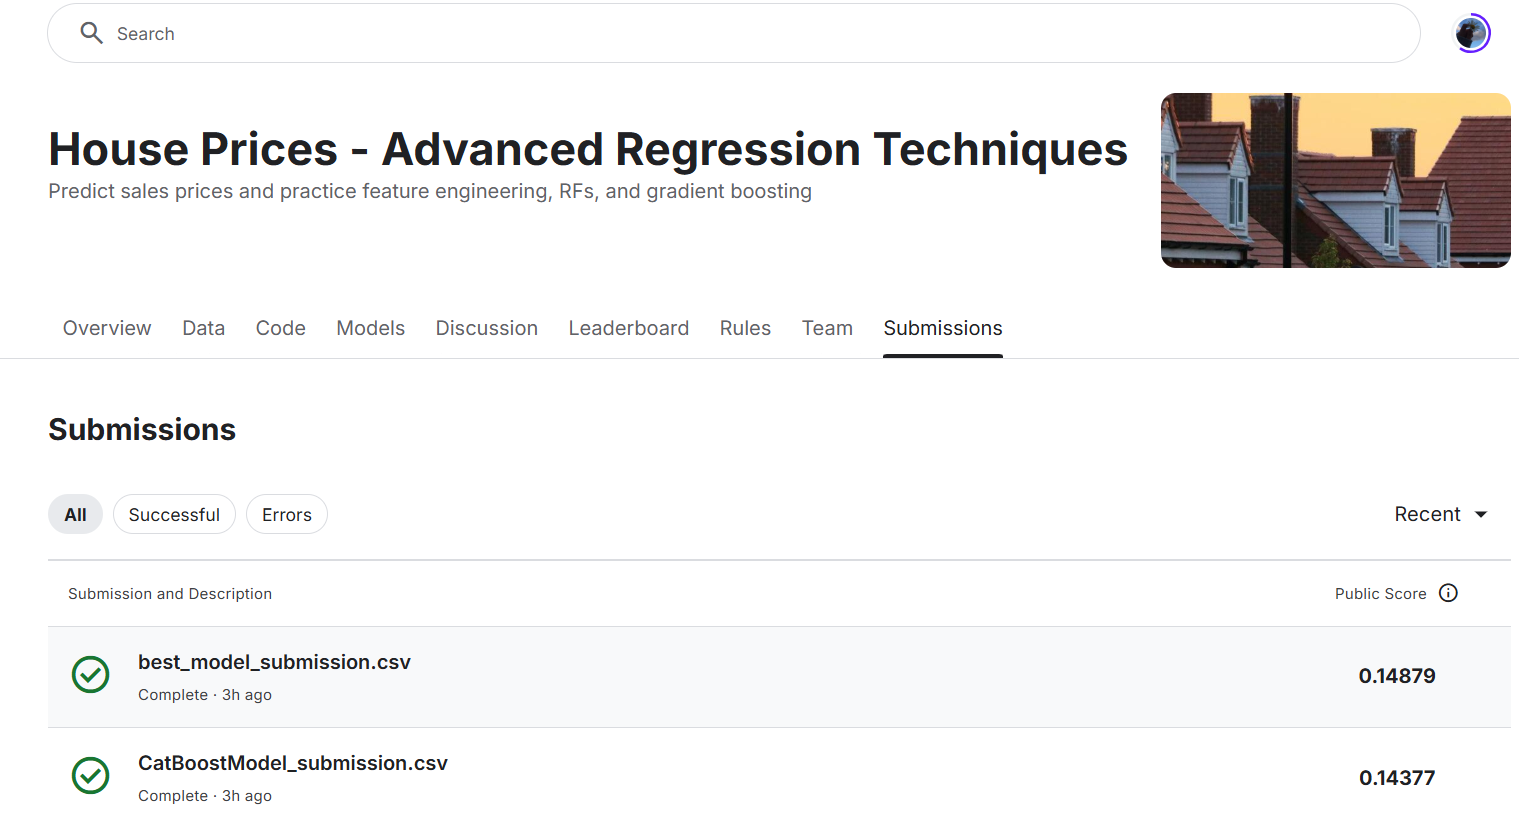 Search
House Prices - Advanced Regression Techniques
Predict sales prices and practice feature engineering, RFs, and gradient boosting
Overview Data Code Models Discussion Leaderboard Rules Team Submissions
Submissions
All Successful Errors Recent
Submission and Description Public Score
best_model_submission.csv
Complete · 3h ago
0.14879
CatBoostModel_submission.csv
Complete · 3h ago
0.14377